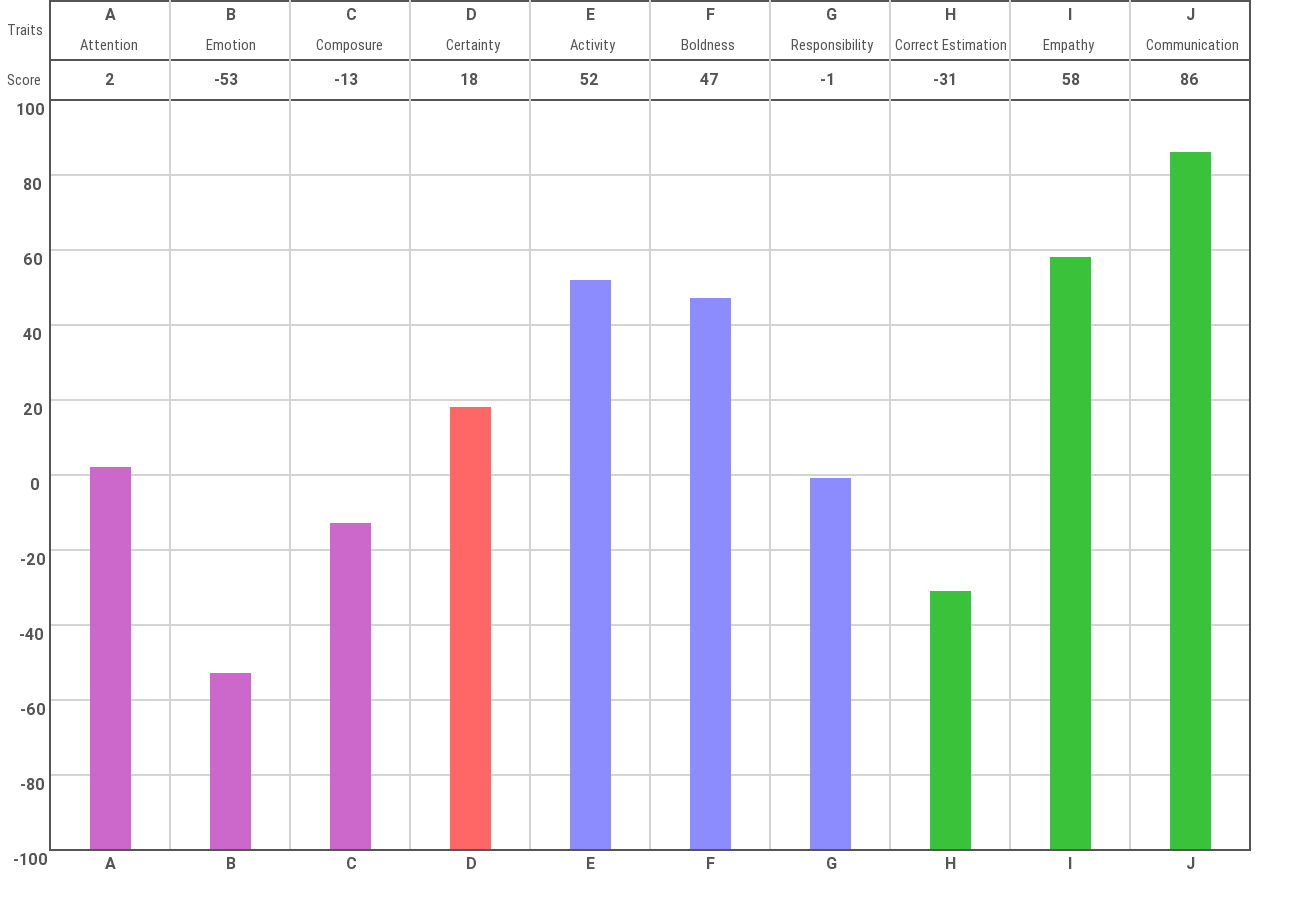 A B C D E F G H I J
Traits
Attention Emotion Composure Certainty Activity Boldness Responsibility Correct Estimation Empathy Communication
Score 2 -53 -13 18 52 47 -1 -31 58 86
100
80
60
40
20
0
-20
-40
-60
-80
-100
A B C D E F G H I J